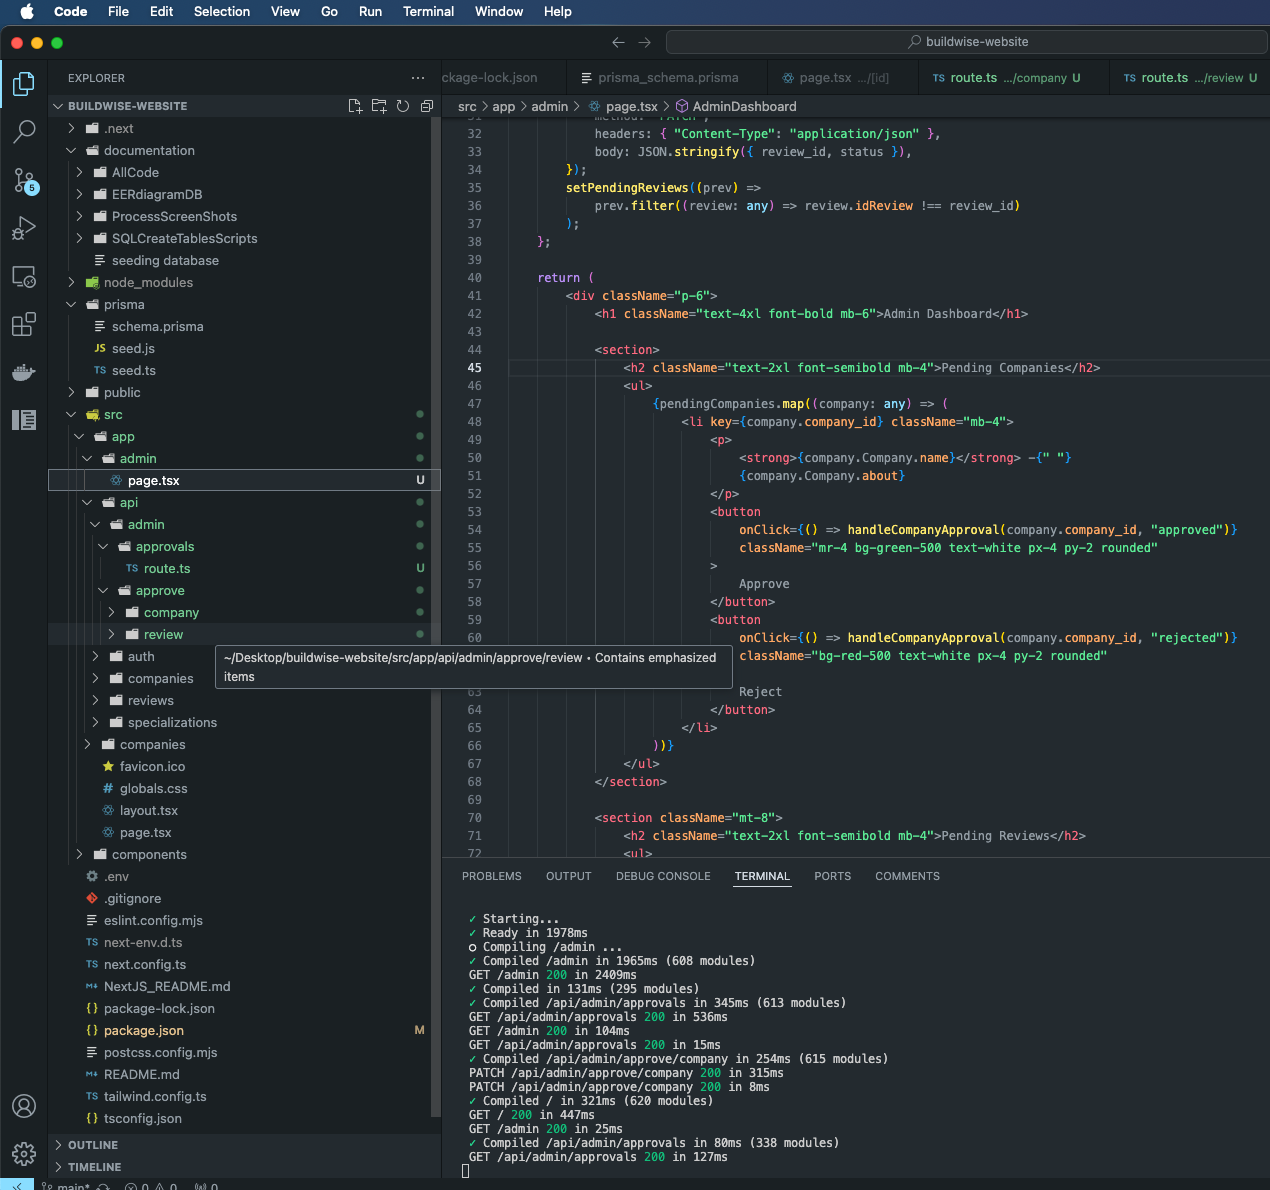 Code File Edit Selection View Go Run Terminal Window Help
buildwise-website
EXPLORER
ckage-lock.json prisma_schema.prisma page.tsx .../[id] TS route.ts .../company U TS route.ts .../review U
BUILDWISE-WEBSITE
src > app > admin > page.tsx > AdminDashboard
.next
documentation
AllCode
EERdiagramDB
ProcessScreenShots
SQLCreateTablesScripts
seeding database
node_modules
prisma
schema.prisma
JS seed.js
TS seed.ts
public
src
app
admin
page.tsx U
api
admin
approvals
TS route.ts U
approve
company
review
auth
companies
reviews
specializations
companies
favicon.ico
# globals.css
layout.tsx
page.tsx
components
.env
.gitignore
eslint.config.mjs
TS next-env.d.ts
TS next.config.ts
NextJS_README.md
{} package-lock.json
{} package.json M
postcss.config.mjs
README.md
TS tailwind.config.ts
{} tsconfig.json
OUTLINE
TIMELINE
main* 0 0 0
5
~/Desktop/buildwise-website/src/app/api/admin/approve/review • Contains emphasized
items
31 method: "PATCH",
32 headers: { "Content-Type": "application/json" },
33 body: JSON.stringify({ review_id, status }),
34 });
35 setPendingReviews((prev) =>
36 prev.filter((review: any) => review.idReview !== review_id)
37 );
38 };
39
40 return (
41 <div className="p-6">
42 <h1 className="text-4xl font-bold mb-6">Admin Dashboard</h1>
43
44 <section>
45 <h2 className="text-2xl font-semibold mb-4">Pending Companies</h2>
46 <ul>
47 {pendingCompanies.map((company: any) => (
48 <li key={company.company_id} className="mb-4">
49 <p>
50 <strong>{company.Company.name}</strong> -{" "}
51 {company.Company.about}
52 </p>
53 <button
54 onClick={() => handleCompanyApproval(company.company_id, "approved")}
55 className="mr-4 bg-green-500 text-white px-4 py-2 rounded"
56 >
57 Approve
58 </button>
59 <button
60 onClick={() => handleCompanyApproval(company.company_id, "rejected")}
className="bg-red-500 text-white px-4 py-2 rounded"
63 Reject
64 </button>
65 </li>
66 ))}
67 </ul>
68 </section>
69
70 <section className="mt-8">
71 <h2 className="text-2xl font-semibold mb-4">Pending Reviews</h2>
72 <ul>
PROBLEMS OUTPUT DEBUG CONSOLE TERMINAL PORTS COMMENTS
✓ Starting...
✓ Ready in 1978ms
○ Compiling /admin ...
✓ Compiled /admin in 1965ms (608 modules)
GET /admin 200 in 2409ms
✓ Compiled in 131ms (295 modules)
✓ Compiled /api/admin/approvals in 345ms (613 modules)
GET /api/admin/approvals 200 in 536ms
GET /admin 200 in 104ms
GET /api/admin/approvals 200 in 15ms
✓ Compiled /api/admin/approve/company in 254ms (615 modules)
PATCH /api/admin/approve/company 200 in 315ms
PATCH /api/admin/approve/company 200 in 8ms
✓ Compiled / in 321ms (620 modules)
GET / 200 in 447ms
GET /admin 200 in 25ms
✓ Compiled /api/admin/approvals in 80ms (338 modules)
GET /api/admin/approvals 200 in 127ms